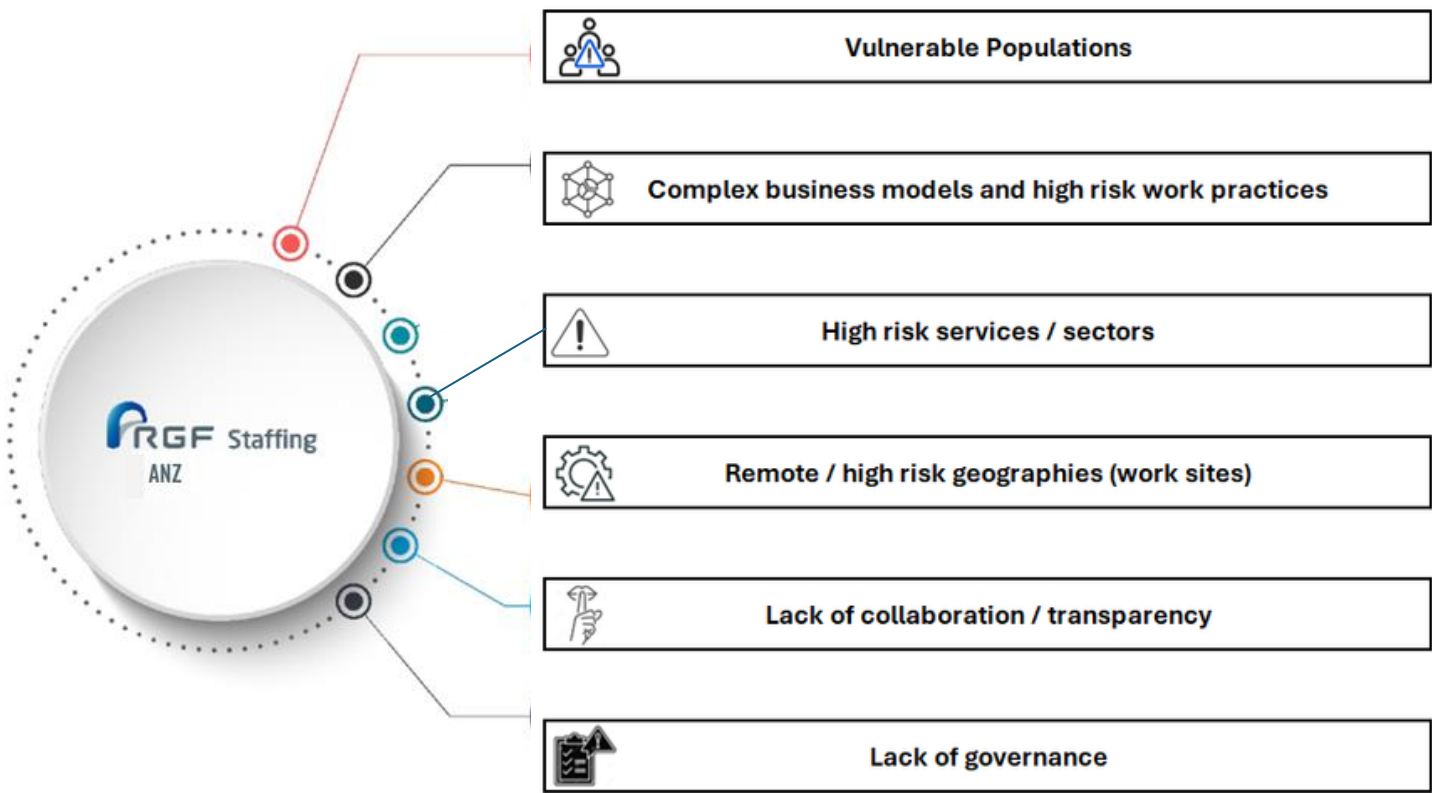 Vulnerable Populations
Complex business models and high risk work practices
High risk services / sectors
RGF Staffing
ANZ
Remote / high risk geographies (work sites)
Lack of collaboration / transparency
Lack of governance